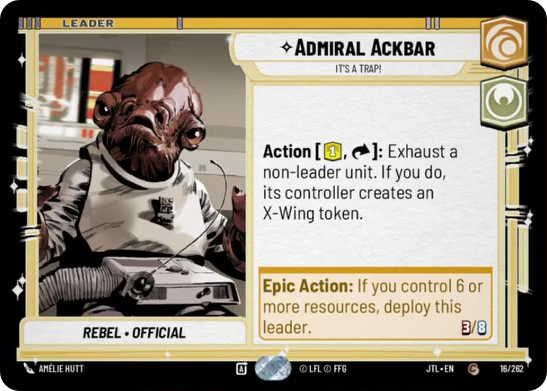 LEADER
ADMIRAL ACKBAR
IT'S A TRAP!
Action [1, ]: Exhaust a
non-leader unit. If you do,
its controller creates an
X-Wing token.
Epic Action: If you control 6 or
more resources, deploy this
leader.
3/8
REBEL • OFFICIAL
AMÉLIE HUTT
A1
© LFL © FFG
JTL • EN
C
16/262